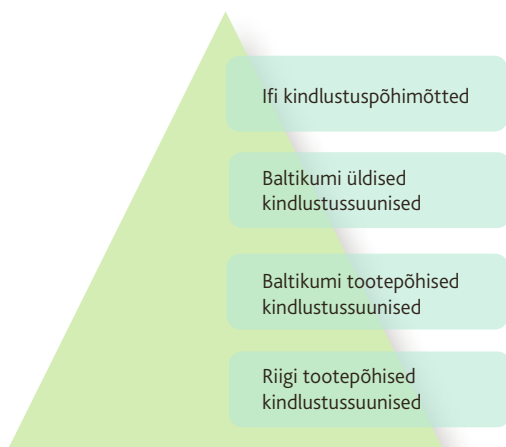 Ifi kindlustuspõhimõtted
Baltikumi üldised
kindlustussuunised
Baltikumi tootepõhised
kindlustussuunised
Riigi tootepõhised
kindlustussuunised